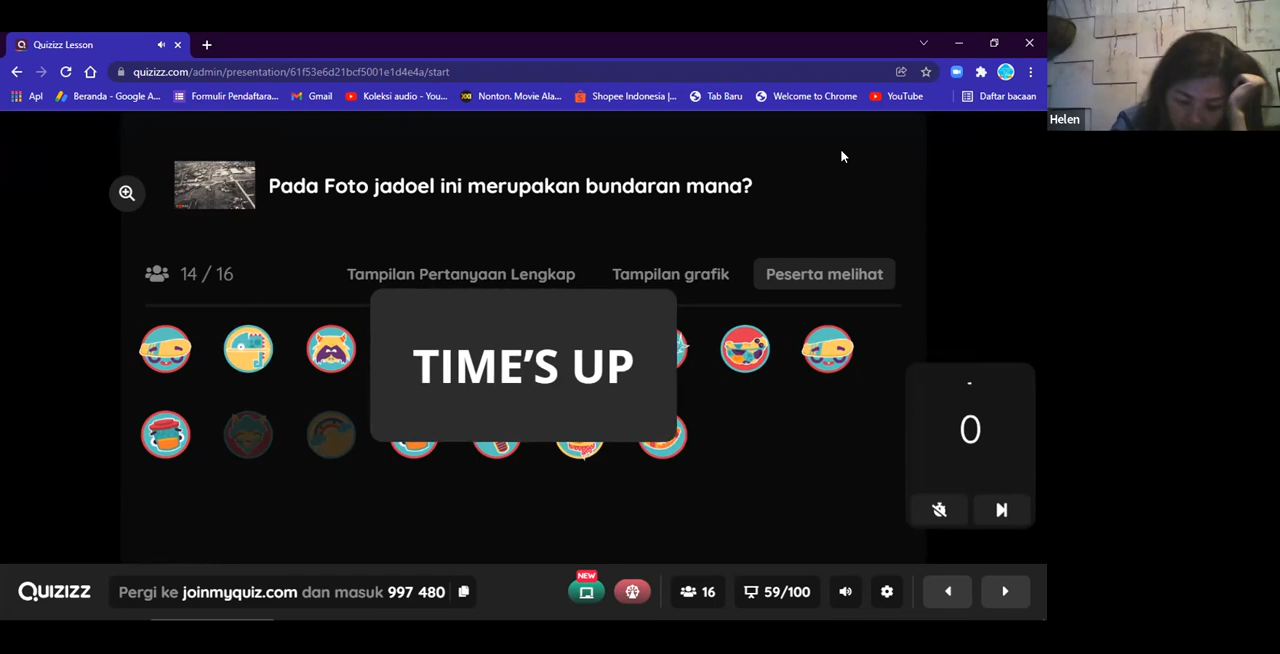 Quizizz Lesson
quizizz.com/admin/presentation/61f53e6d21bcf5001e1d4e4a/start
Apl
Beranda - Google A...
Formulir Pendaftara...
Gmail
Koleksi audio - You...
Nonton. Movie Ala...
Shopee Indonesia |...
Tab Baru
Welcome to Chrome
YouTube
Daftar bacaan
Helen
Pada Foto jadoel ini merupakan bundaran mana?
14 / 16
Tampilan Pertanyaan Lengkap
Tampilan grafik
Peserta melihat
TIME'S UP
-
0
QUIZIZZ
Pergi ke joinmyquiz.com dan masuk 997 480
NEW
16
59/100